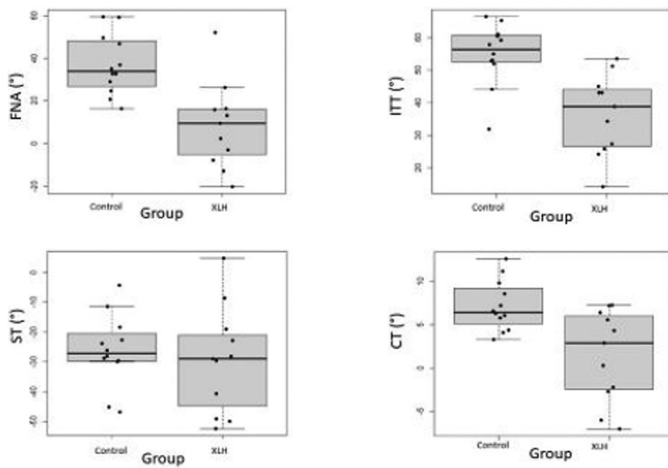 FNA (°)
60
40
20
0
-20
Control
XLH
Group
ITT (°)
60
50
40
30
20
Control
XLH
Group
ST (°)
0
-10
-20
-30
-40
-50
Control
XLH
Group
CT (°)
10
5
0
-5
Control
XLH
Group